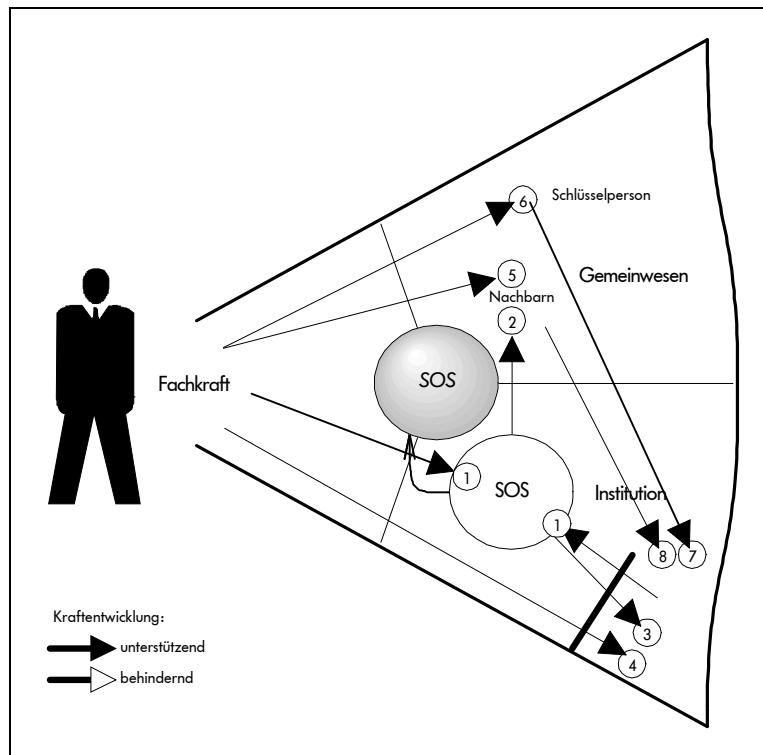 6
Schlüsselperson
5
Gemeinwesen
Nachbarn
2
SOS
Fachkraft
1
SOS
Institution
1
8
7
Kraftentwicklung:
3
unterstützend
4
behindernd